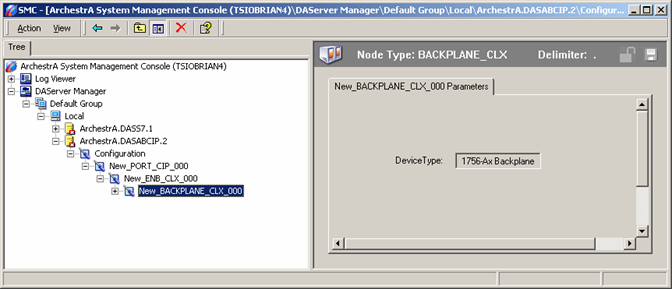 SMC - [ArchestrA System Management Console (TSIOBRIAN4)\DAServer Manager\Default Group\Local\ArchestrA.DASABCIP.2\Configur...
Action View
Tree
ArchestrA System Management Console (TSIOBRIAN4)
Log Viewer
DAServer Manager
Default Group
Local
ArchestrA.DASS7.1
ArchestrA.DASABCIP.2
Configuration
New_PORT_CIP_000
New_ENB_CLX_000
New_BACKPLANE_CLX_000
Node Type: BACKPLANE_CLX Delimiter: .
New_BACKPLANE_CLX_000 Parameters
DeviceType: 1756-Ax Backplane